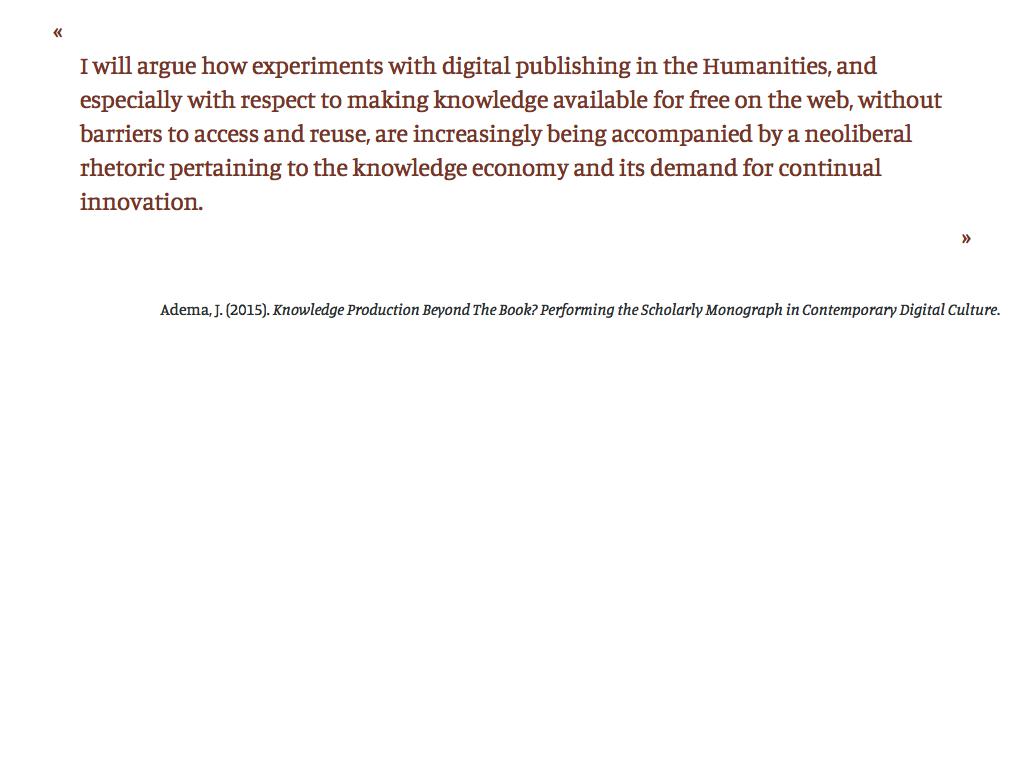 «
I will argue how experiments with digital publishing in the Humanities, and
especially with respect to making knowledge available for free on the web, without
barriers to access and reuse, are increasingly being accompanied by a neoliberal
rhetoric pertaining to the knowledge economy and its demand for continual
innovation.
»
Adema, J. (2015). Knowledge Production Beyond The Book? Performing the Scholarly Monograph in Contemporary Digital Culture.